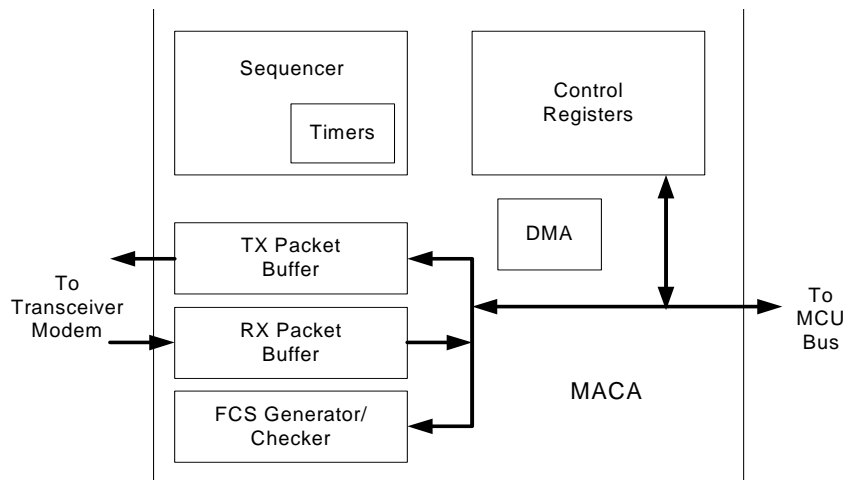 Sequencer
Timers
Control
Registers
DMA
TX Packet
Buffer
To
Transceiver
Modem
RX Packet
Buffer
To
MCU
Bus
MACA
FCS Generator/
Checker